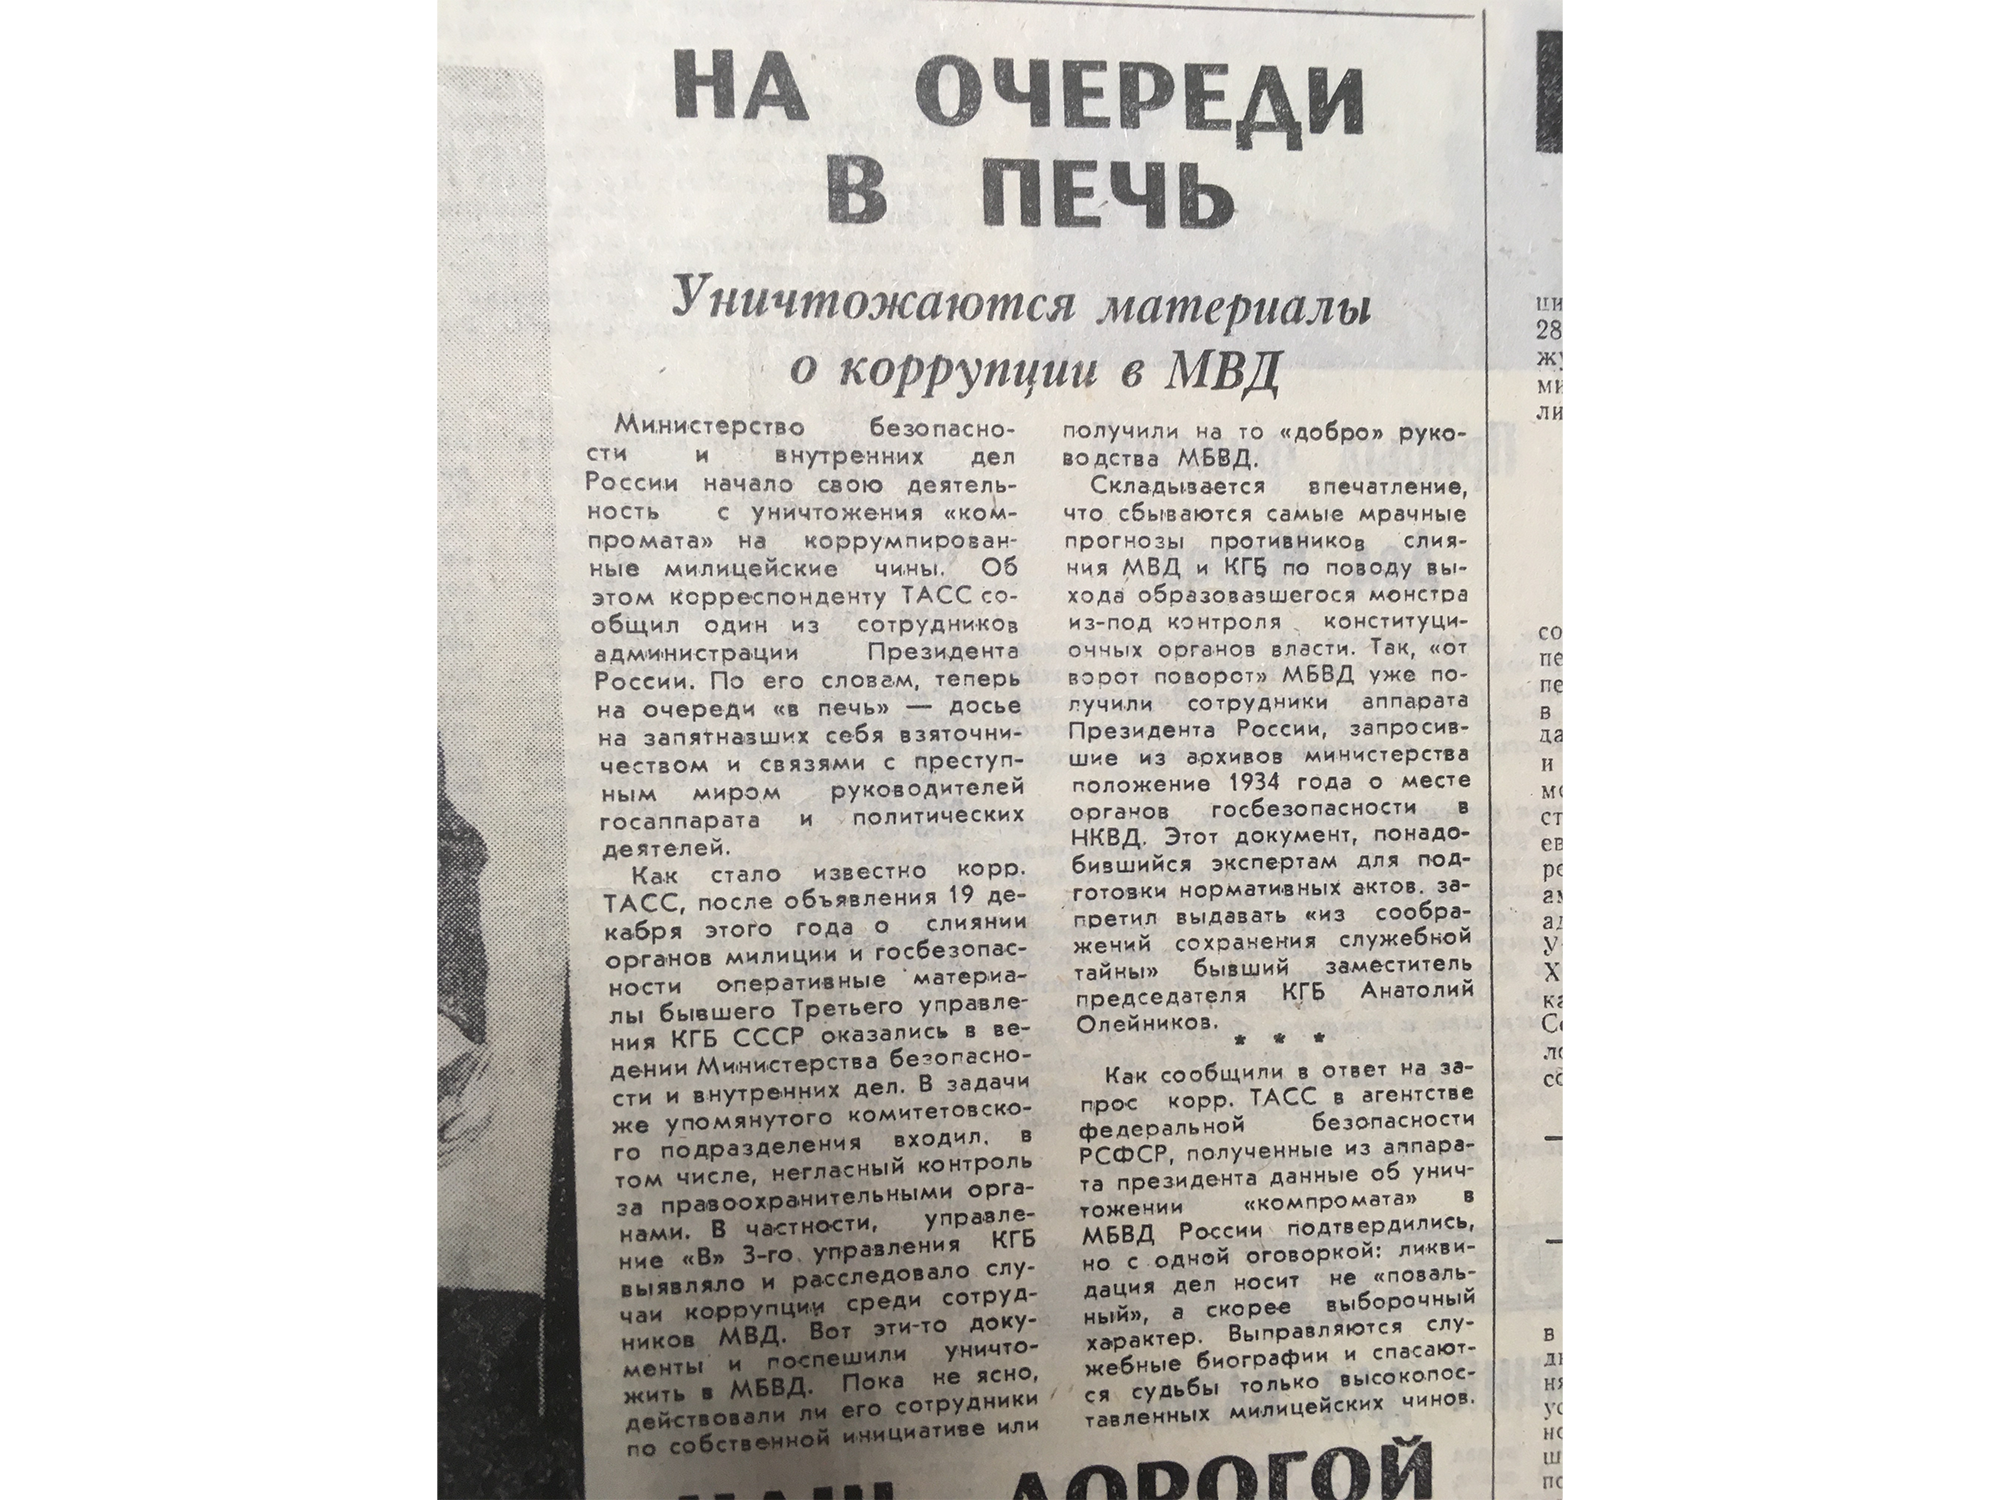 НА ОЧЕРЕДИ
В ПЕЧЬ
Уничтожаются материалы
о коррупции в МВД
Министерство безопасно-
сти и внутренних дел
России начало свою деятель-
ность с уничтожения «ком-
промата» на коррумпирован-
ные милицейские чины. Об
этом корреспонденту ТАСС со-
общил один из сотрудников
администрации Президента
России. По его словам, теперь
на очереди «в печь» — досье
на запятнавших себя взяточни-
чеством и связями с преступ-
ным миром руководителей
госаппарата и политических
деятелей.
Как стало известно корр.
ТАСС, после объявления 19 де-
кабря этого года о слиянии
органов милиции и госбезопас-
ности оперативные материа-
лы бывшего Третьего управле-
ния КГБ СССР оказались в ве-
дении Министерства безопасно-
сти и внутренних дел. В задачи
же упомянутого комитетовско-
го подразделения входил, в
том числе, негласный контроль
за правоохранительными орга-
нами. В частности, управле-
ние «В» 3-го управления КГБ
выявляло и расследовало слу-
чаи коррупции среди сотруд-
ников МВД. Вот эти-то доку-
менты и поспешили уничто-
жить в МБВД. Пока не ясно,
действовали ли его сотрудники
по собственной инициативе или
получили на то «добро» руко-
водства МБВД.
Складывается впечатление,
что сбываются самые мрачные
прогнозы противников слия-
ния МВД и КГБ по поводу вы-
хода образовавшегося монстра
из-под контроля конституци-
очных органов власти. Так, «от
ворот поворот» МБВД уже по-
лучили сотрудники аппарата
Президента России, запросив-
шие из архивов министерства
положение 1934 года о месте
органов госбезопасности в
НКВД. Этот документ, понадо-
бившийся экспертам для под-
готовки нормативных актов, за-
претил выдавать «из сообра-
жений сохранения служебной
тайны» бывший заместитель
председателя КГБ Анатолий
Олейников.
* * *
Как сообщили в ответ на за-
прос корр. ТАСС в агентстве
федеральной безопасности
РСФСР, полученные из аппара-
та президента данные об унич-
тожении «компромата» в
МБВД России подтвердились,
но с одной оговоркой: ликви-
дация дел носит не «поваль-
ный», а скорее выборочный
характер. Выправляются слу-
жебные биографии и спасают-
ся судьбы только высокопос-
тавленных милицейских чинов.
НАШ ДОРОГОЙ